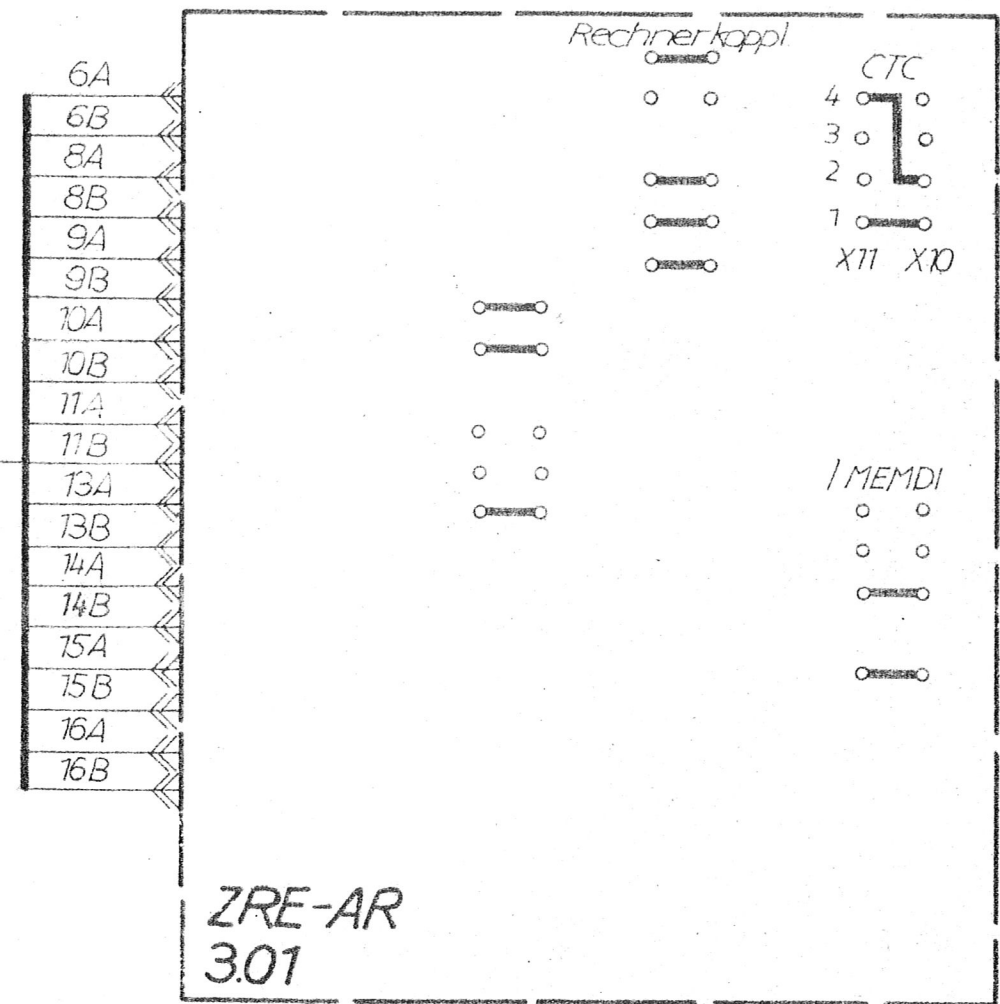 Rechnerkoppl.
CTC
6A
6B
8A
8B
9A
9B
10A
10B
11A
11B
13A
13B
14A
14B
15A
15B
16A
16B
4
3
2
1
X11 X10
/MEMDI
ZRE-AR
3.01